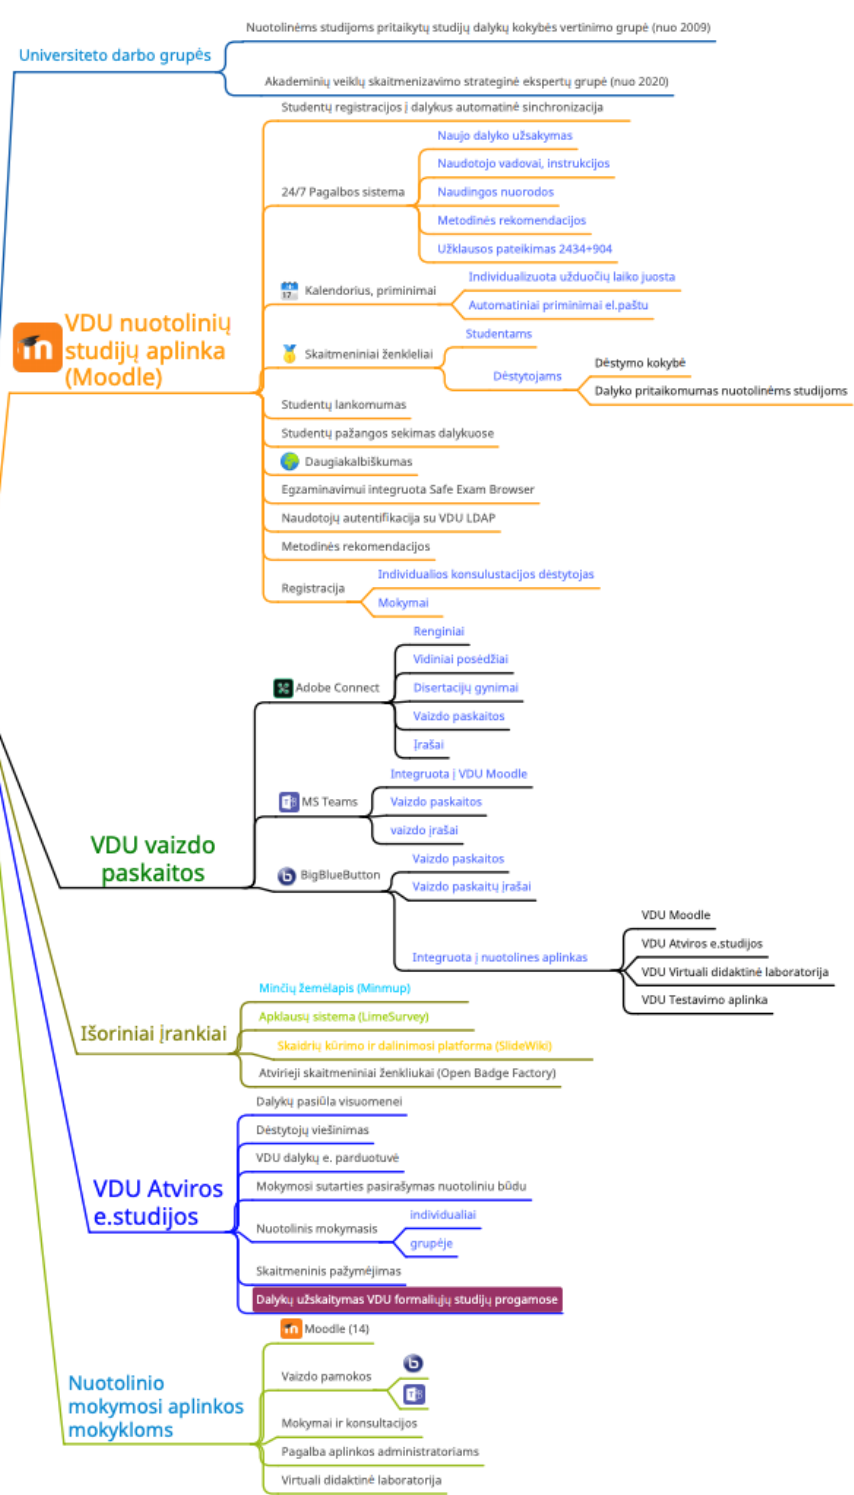 Nuotolinėms studijoms pritaikytų studijų dalykų kokybės vertinimo grupė (nuo 2009)
Universiteto darbo grupės
Akademinių veiklų skaitmenizavimo strateginė ekspertų grupė (nuo 2020)
Studentų registracijos į dalykus automatinė sinchronizacija
Naujo dalyko užsakymas
Naudotojo vadovai, instrukcijos
24/7 Pagalbos sistema
Naudingos nuorodos
Metodinės rekomendacijos
Užklausos pateikimas 2434+904
Individualizuota užduočių laiko juosta
Kalendorius, priminimai
Automatiniai priminimai el.paštu
VDU nuotolinių
studijų aplinka
(Moodle)
Studentams
Skaitmeniniai ženkleliai
Dėstymo kokybė
Dėstytojams
Dalyko pritaikomumas nuotolinėms studijoms
Studentų lankomumas
Studentų pažangos sekimas dalykuose
Daugiakalbiškumas
Egzaminavimui integruota Safe Exam Browser
Naudotojų autentifikacija su VDU LDAP
Metodinės rekomendacijos
Individualios konsulustacijos dėstytojas
Registracija
Mokymai
Renginiai
Vidiniai posėdžiai
Adobe Connect
Disertacijų gynimai
Vaizdo paskaitos
Įrašai
Integruota į VDU Moodle
MS Teams
Vaizdo paskaitos
vaizdo įrašai
VDU vaizdo
paskaitos
Vaizdo paskaitos
BigBlueButton
Vaizdo paskaitų įrašai
VDU Moodle
VDU Atviros e.studijos
Integruota į nuotolines aplinkas
VDU Virtuali didaktinė laboratorija
VDU Testavimo aplinka
Minčių žemėlapis (Minmup)
Apklausų sistema (LimeSurvey)
Išoriniai įrankiai
Skaidrių kūrimo ir dalinimosi platforma (SlideWiki)
Atvirieji skaitmeniniai ženkliukai (Open Badge Factory)
Dalykų pasiūla visuomenei
Dėstytojų viešinimas
VDU dalykų e. parduotuvė
VDU Atviros
e.studijos
Mokymosi sutarties pasirašymas nuotoliniu būdu
individualiai
Nuotolinis mokymasis
grupėje
Skaitmeninis pažymėjimas
Dalykų užskaitymas VDU formaliųjų studijų progamose
Moodle (14)
Vaizdo pamokos
Nuotolinio
mokymosi aplinkos
mokykloms
Mokymai ir konsultacijos
Pagalba aplinkos administratoriams
Virtuali didaktinė laboratorija